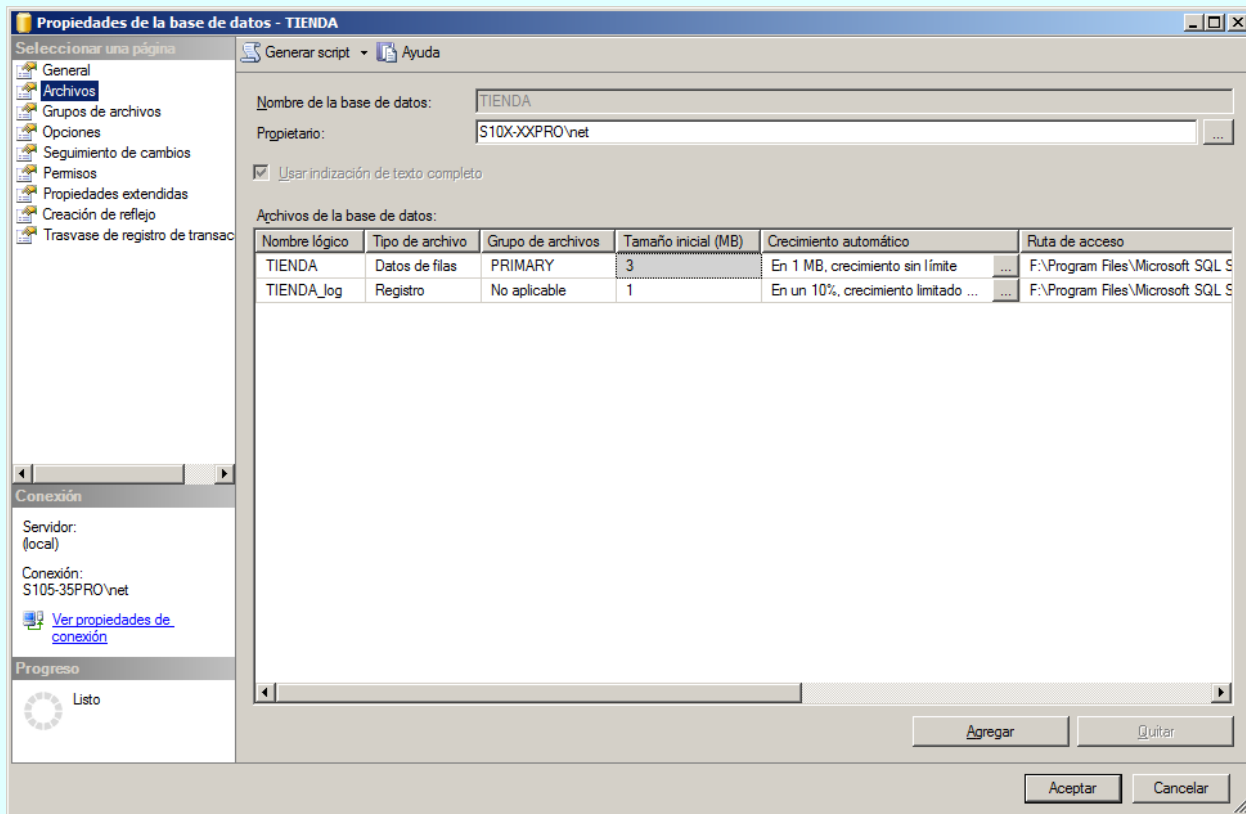 Propiedades de la base de datos - TIENDA
Seleccionar una página
General
Archivos
Grupos de archivos
Opciones
Seguimiento de cambios
Permisos
Propiedades extendidas
Creación de reflejo
Trasvase de registro de transac
Conexión
Servidor:
(local)
Conexión:
S105-35PRO\net
Ver propiedades de
conexión
Progreso
Listo
Generar script Ayuda
Nombre de la base de datos: TIENDA
Propietario: S10X-XXPRO\net ...
Usar indización de texto completo
Archivos de la base de datos:
Nombre lógico Tipo de archivo Grupo de archivos Tamaño inicial (MB) Crecimiento automático Ruta de acceso
TIENDA Datos de filas PRIMARY 3 En 1 MB, crecimiento sin límite ... F:\Program Files\Microsoft SQL S
TIENDA_log Registro No aplicable 1 En un 10%, crecimiento limitado ... ... F:\Program Files\Microsoft SQL S
Agregar Quitar
Aceptar Cancelar